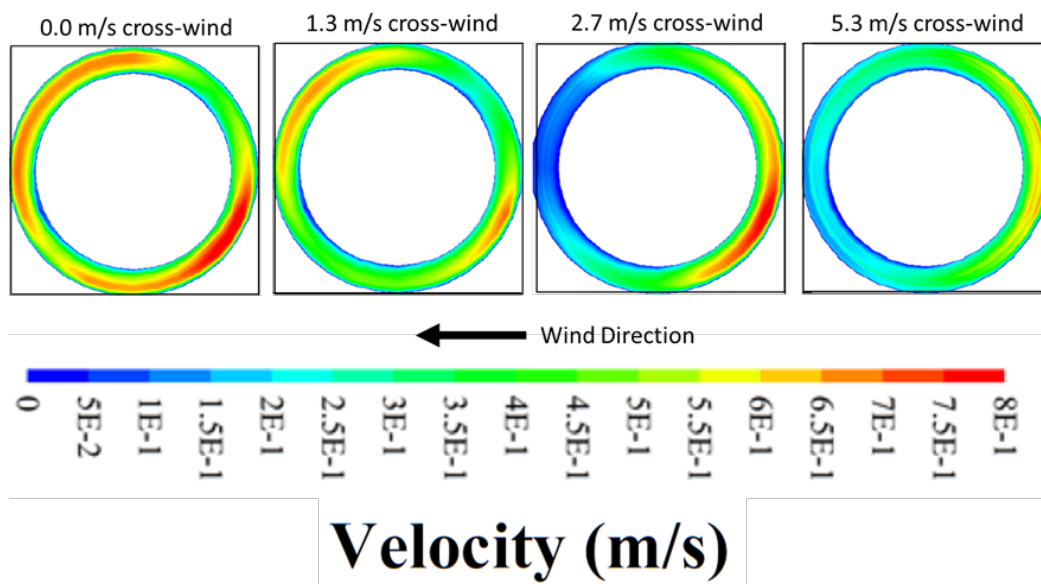 0.0 m/s cross-wind 1.3 m/s cross-wind 2.7 m/s cross-wind 5.3 m/s cross-wind
Wind Direction
0 5E-2 1E-1 1.5E-1 2E-1 2.5E-1 3E-1 3.5E-1 4E-1 4.5E-1 5E-1 5.5E-1 6E-1 6.5E-1 7E-1 7.5E-1 8E-1
Velocity (m/s)